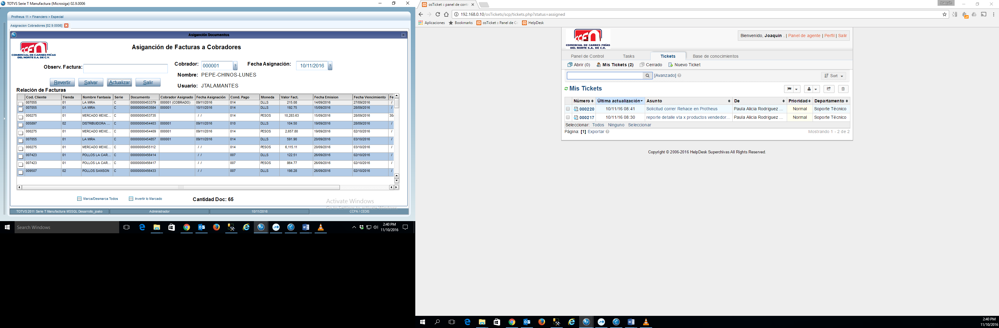 TOTVS Serie T Manufactura (Microsiga) 02.9.0006
Protheus 11 > Financiero > Especial
Asignacion Cobradores [02.9.0006]
Asiganción Documentos
CCFN
COMERCIAL DE CARNES FRÍAS
DEL NORTE S.A. DE C.V.
Asigención de Facturas a Cobradores
Observ. Factura:
Cobrador: 000001 ?
Fecha Asignación: 10/11/2016 ?
Nombre: PEPE-CHINOS-LUNES
Revertir Salvar Actualizar Salir
Usuario: JTALAMANTES
Relación de Facturas
Cod. Cliente Tienda Nombre Fantasia Serie Documento Cobrador Asignado Fecha Asignación Cond. Pago Moneda Valor Fact. Fecha Emision Fecha Vencimiento Fe
007055 01 LA MIRA C 00000000453379 000001 (COBRADO) 09/11/2016 014 DLLS 215.08 14/09/2016 27/09/2016 /
007055 01 LA MIRA C 00000000453584 000001 10/11/2016 014 DLLS 192.75 15/09/2016 28/09/2016 /
000275 01 MERCADO MEXIC... C 00000000453735 / / 014 PESOS 10,283.63 15/09/2016 28/09/2016 30/
005897 02 DISTRIBUIDORA ... C 00000000454403 000001 09/11/2016 010 DLLS 104.50 19/09/2016 28/09/2016 /
000275 01 MERCADO MEXIC... C 00000000454409 000001 09/11/2016 014 PESOS 2,657.80 19/09/2016 02/10/2016 /
007055 01 LA MIRA C 00000000454857 000001 09/11/2016 014 DLLS 591.90 20/09/2016 03/10/2016 /
000275 01 MERCADO MEXIC... C 00000000455112 / / 014 PESOS 6,115.11 20/09/2016 03/10/2016 /
007423 01 POLLOS LA CAR... C 00000000456414 / / 007 DLLS 122.51 26/09/2016 02/10/2016 /
007423 01 POLLOS LA CAR... C 00000000456417 / / 007 PESOS 864.77 26/09/2016 02/10/2016 /
009507 02 POLLOS SANSON C 00000000456433 / / 007 DLLS 198.28 26/09/2016 02/10/2016 /
Marca/Desmarca Todos Invertir lo Marcado Cantidad Doc: 65
Activate Windows
Go to Settings to activate Windows.
TOTVS 2011 Serie T Manufactura MSSQL Desarrollo_joako Administrador 10/11/2016 CCFN / CEDIS
Search Windows
2:40 PM
11/10/2016
osTicket :: panel de contr
Joaquin
192.168.0.10/osTickets/scp/tickets.php?status=assigned
off
Aplicaciones Bookmarks osTicket :: Panel de Co HelpDesk
CCFN
COMERCIAL DE CARNES FRÍAS
DEL NORTE S.A. DE C.V.
Bienvenido, Joaquin . | Panel de agente | Perfil | Salir
Panel de Control Tasks Tickets Base de conocimientos
Abrir (0) Mis Tickets (2) Cerrado Nuevo Ticket
[Avanzado] Sort
Mis Tickets
Número Última actualización Asunto De Prioridad Departamento
000220 10/11/16 08:41 Solicitud correr Rehace en Protheus Paula Alicia Rodriguez ... Normal Soporte Técnico
000217 10/11/16 08:30 reporte detalle vta x productos vendedor... Paula Alicia Rodriguez ... Normal Soporte Técnico
Seleccionar: Todos Ninguno Seleccionar
Página: [1] Exportar Mostrando 1 - 2 de 2
Copyright © 2006-2016 HelpDesk Superchivas All Rights Reserved.
2:40 PM
11/10/2016